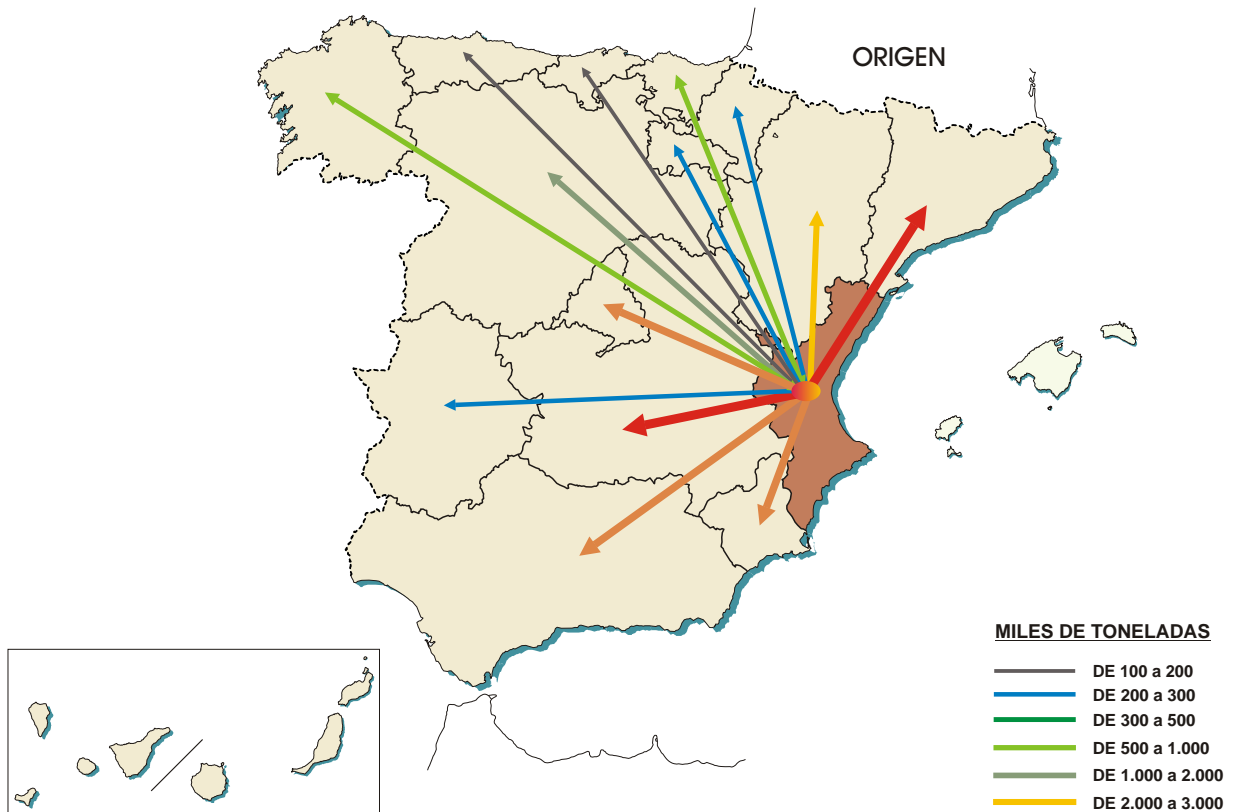 ORIGEN
MILES DE TONELADAS
DE 100 a 200
DE 200 a 300
DE 300 a 500
DE 500 a 1.000
DE 1.000 a 2.000
DE 2.000 a 3.000